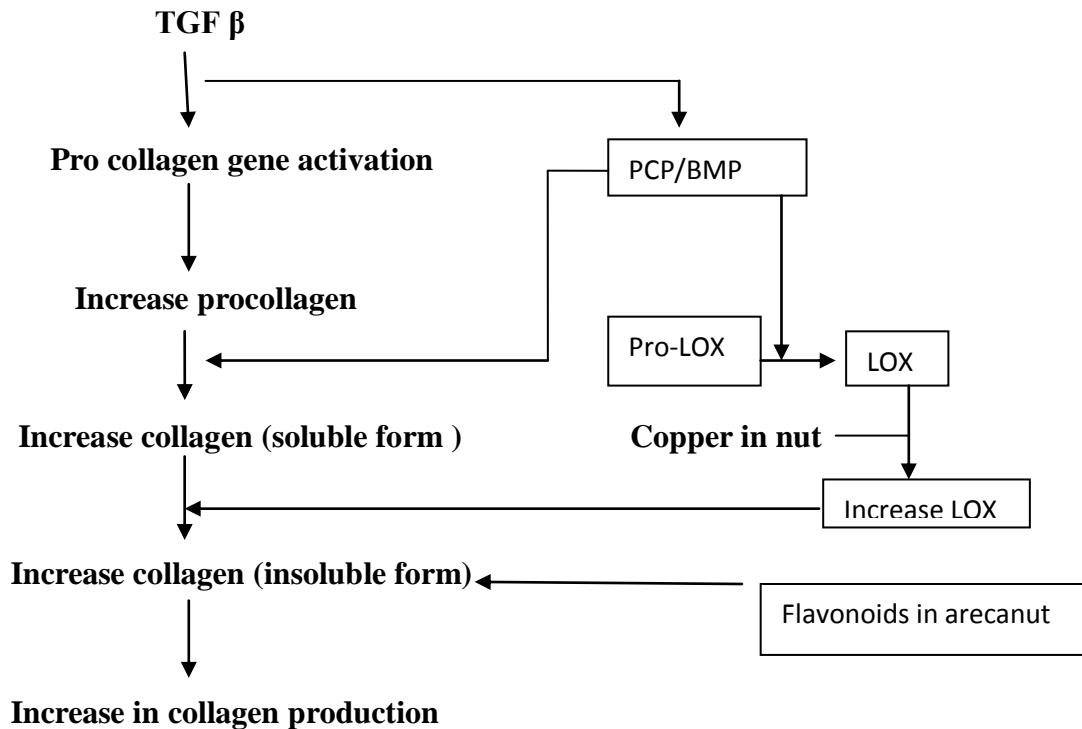 TGF β
Pro collagen gene activation
PCP/BMP
Increase procollagen
Pro-LOX
LOX
Increase collagen (soluble form )
Copper in nut
Increase LOX
Increase collagen (insoluble form)
Flavonoids in arecanut
Increase in collagen production